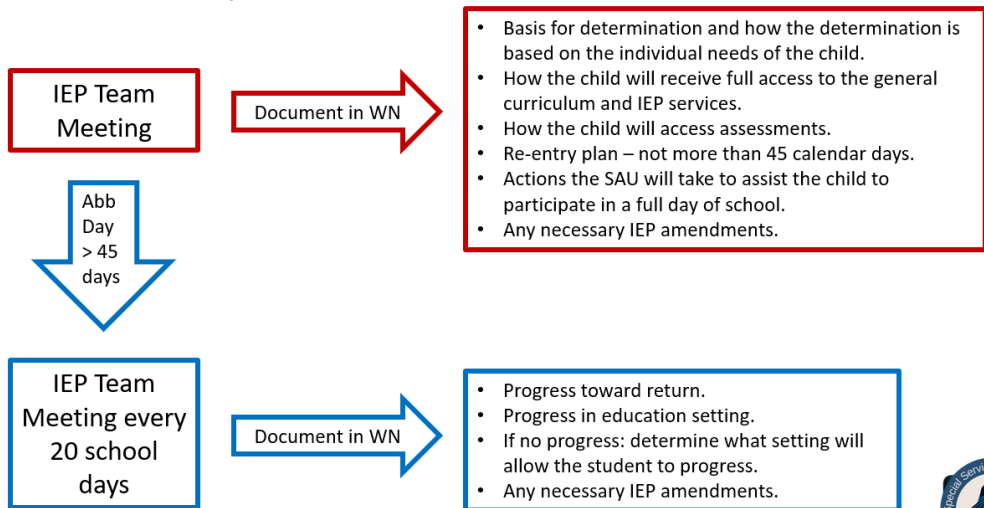 IEP Team
Meeting
Document in WN
• Basis for determination and how the determination is
based on the individual needs of the child.
• How the child will receive full access to the general
curriculum and IEP services.
• How the child will access assessments.
• Re-entry plan – not more than 45 calendar days.
• Actions the SAU will take to assist the child to
participate in a full day of school.
• Any necessary IEP amendments.
Abb
Day
> 45
days
IEP Team
Meeting every
20 school
days
Document in WN
• Progress toward return.
• Progress in education setting.
• If no progress: determine what setting will
allow the student to progress.
• Any necessary IEP amendments.
Special